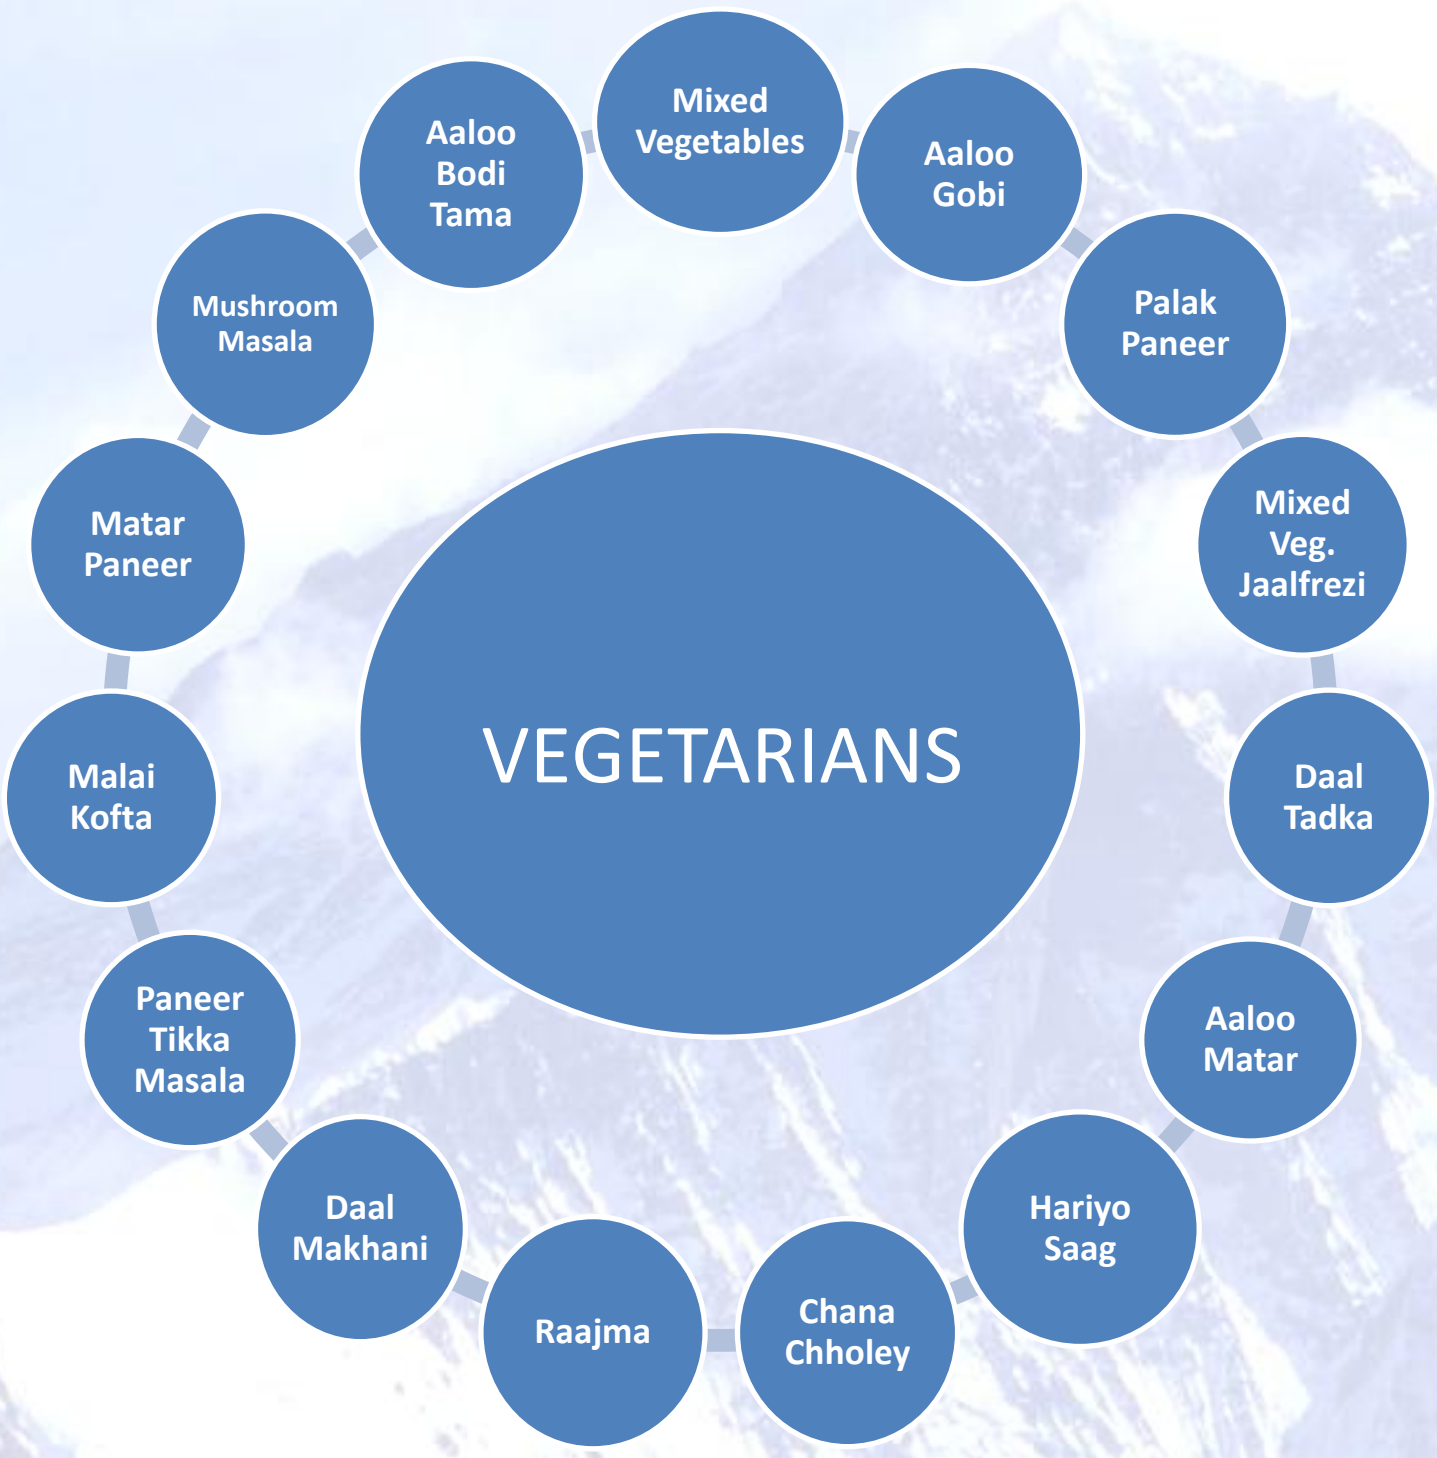 Mixed
Vegetables
Aaloo
Gobi
Palak
Paneer
Mixed
Veg.
Jaalfrezi
Daal
Tadka
Aaloo
Matar
Hariyo
Saag
Chana
Chholey
Raajma
Daal
Makhani
Paneer
Tikka
Masala
Malai
Kofta
Matar
Paneer
Mushroom
Masala
Aaloo
Bodi
Tama
VEGETARIANS